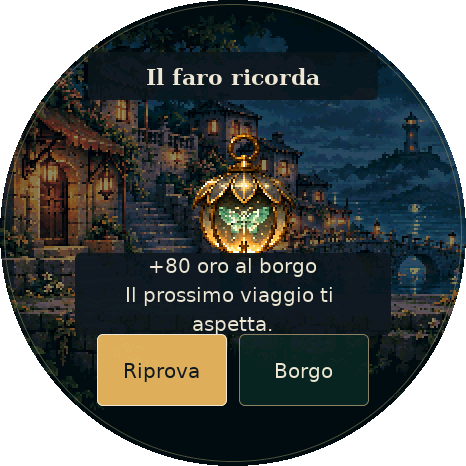 Il faro ricorda
+80 oro al borgo
Il prossimo viaggio ti
aspetta.
Riprova
Borgo